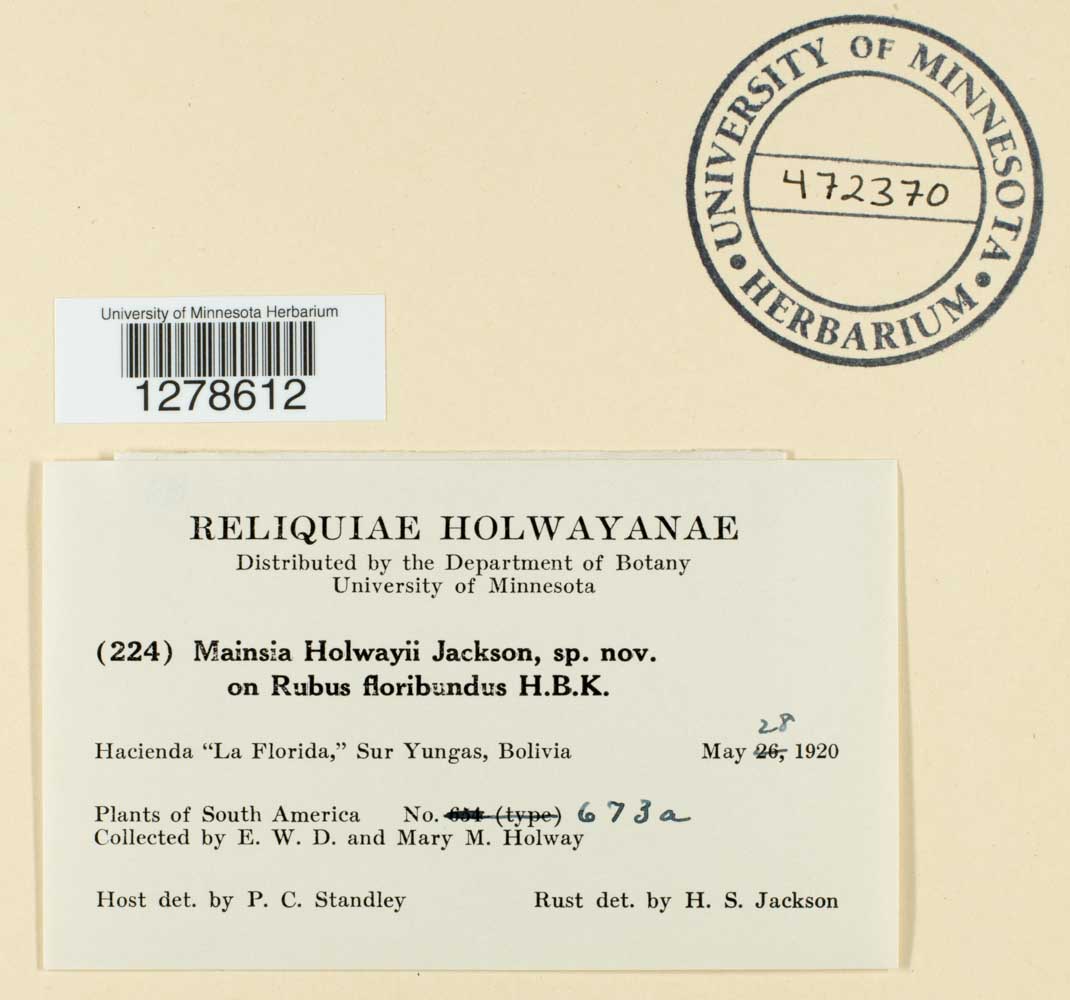 UNIVERSITY OF MINNESOTA
472370
HERBARIUM
University of Minnesota Herbarium
1278612
RELIQUIAE HOLWAYANAE
Distributed by the Department of Botany
University of Minnesota
(224) Mainsia Holwayii Jackson, sp. nov.
on Rubus floribundus H.B.K.
28
Hacienda "La Florida," Sur Yungas, Bolivia May 26, 1920
Plants of South America No. 654 (type) 673a
Collected by E. W. D. and Mary M. Holway
Host det. by P. C. Standley Rust det. by H. S. Jackson